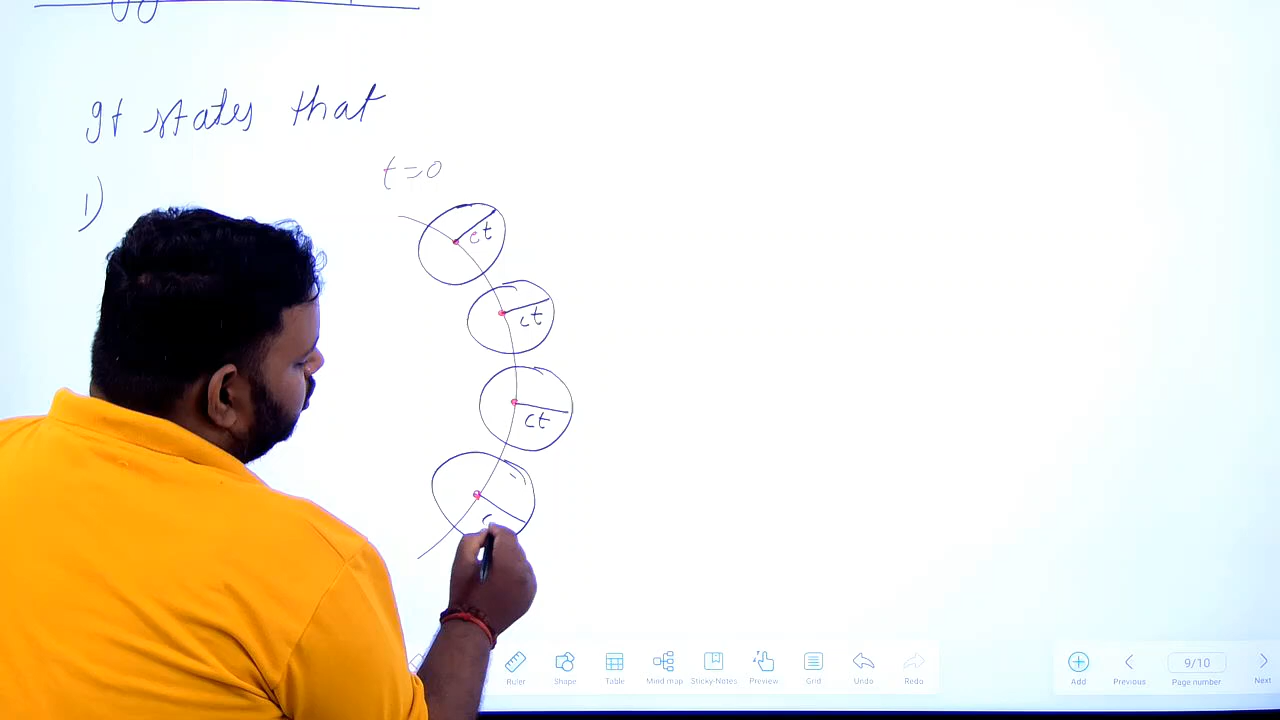 It states that
1)
t=0
ct
ct
ct
c
Ruler Shape Table Mind map Sticky-Notes Preview Grid Undo Redo Add Previous 9/10 Page number Next